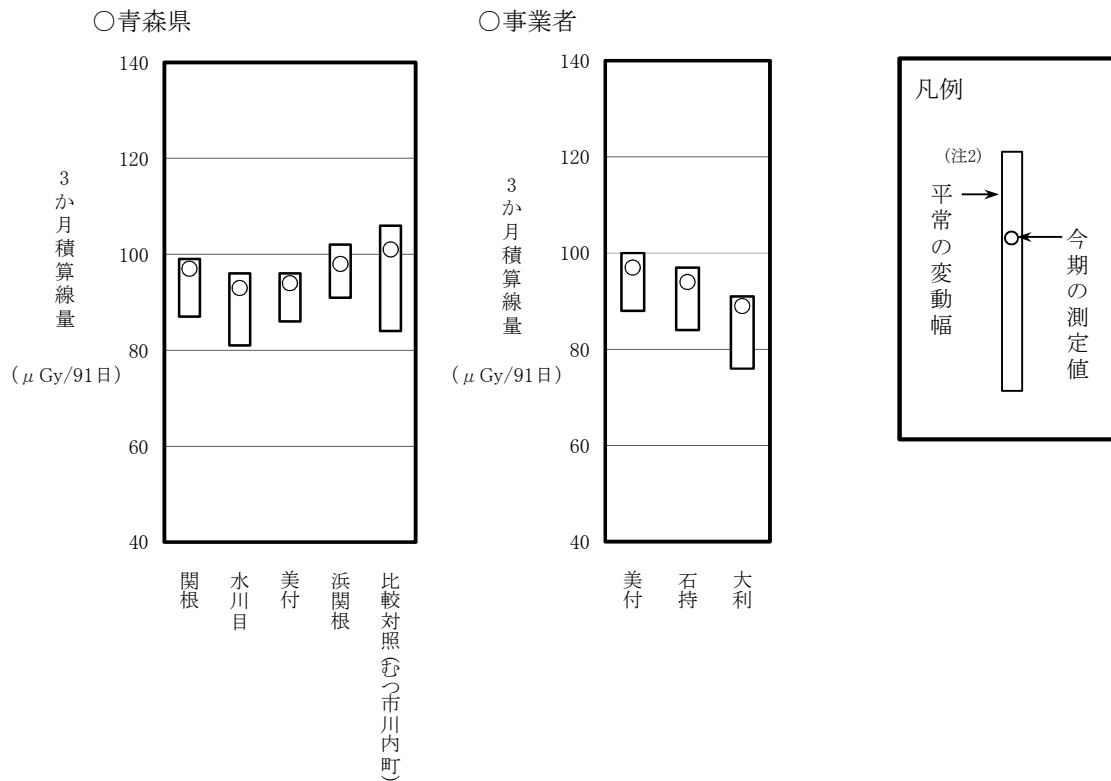 ○青森県
140
120
100
80
60
40
3か月積算線量
(μGy/91日)
関根
水川目
美付
浜関根
比較対照(むつ市川内町)
○事業者
140
120
100
80
60
40
3か月積算線量
(μGy/91日)
美付
石持
大利
凡例
(注2)
平常の変動幅
今期の測定値